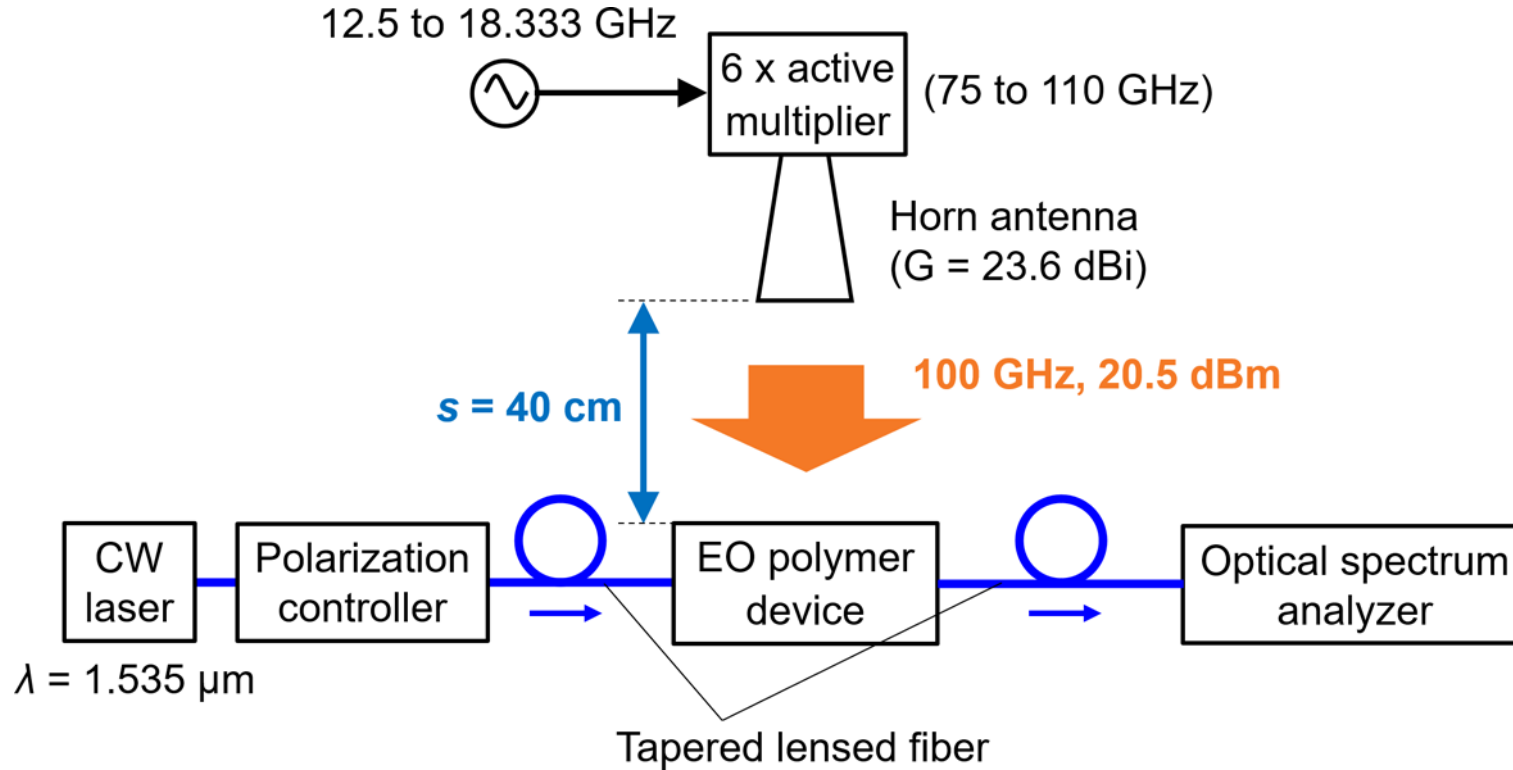 12.5 to 18.333 GHz
6 x active
multiplier
(75 to 110 GHz)
Horn antenna
(G = 23.6 dBi)
100 GHz, 20.5 dBm
s = 40 cm
CW
laser
Polarization
controller
EO polymer
device
Optical spectrum
analyzer
λ = 1.535 μm
Tapered lensed fiber